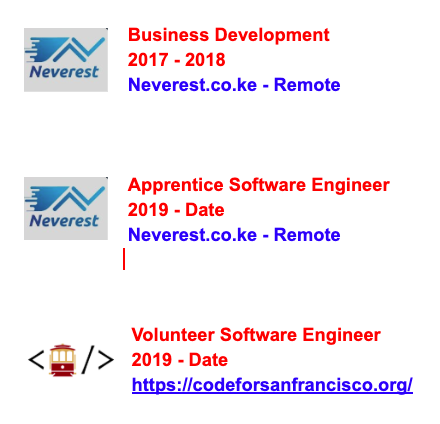 Neverest
Business Development
2017 - 2018
Neverest.co.ke - Remote
Neverest
Apprentice Software Engineer
2019 - Date
Neverest.co.ke - Remote
< />
Volunteer Software Engineer
2019 - Date
https://codeforsanfrancisco.org/